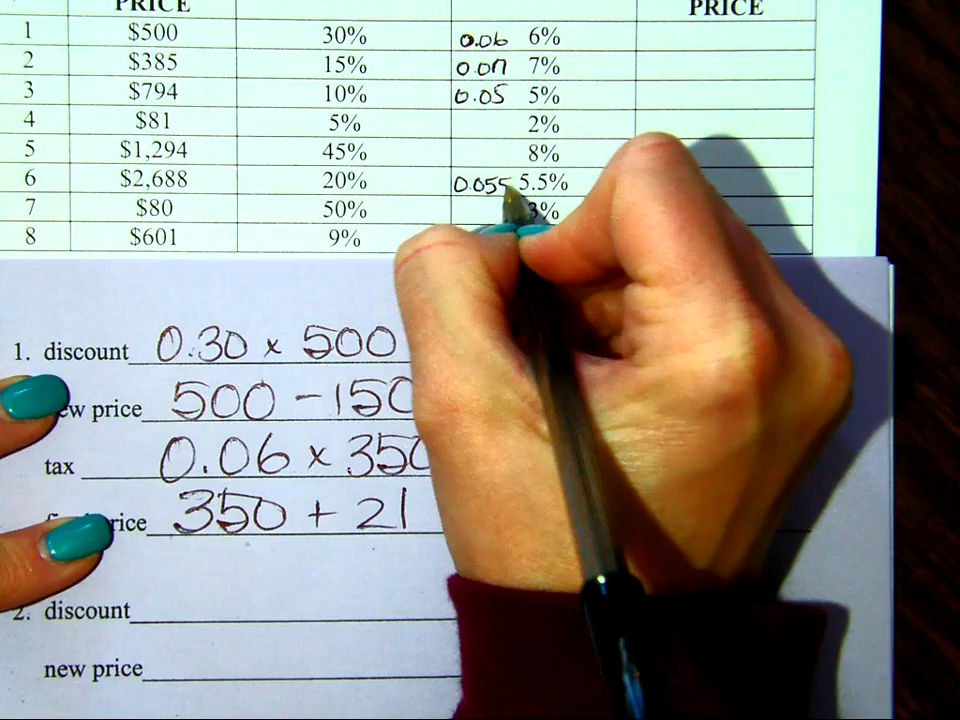 PRICE PRICE
1 $500 30% 0.06 6%
2 $385 15% 0.07 7%
3 $794 10% 0.05 5%
4 $81 5% 2%
5 $1,294 45% 8%
6 $2,688 20% 0.055 5.5%
7 $80 50% 3%
8 $601 9%
1. discount 0.30 x 500
ew price 500 - 150
tax 0.06 x 350
price 350 + 21
2. discount
new price